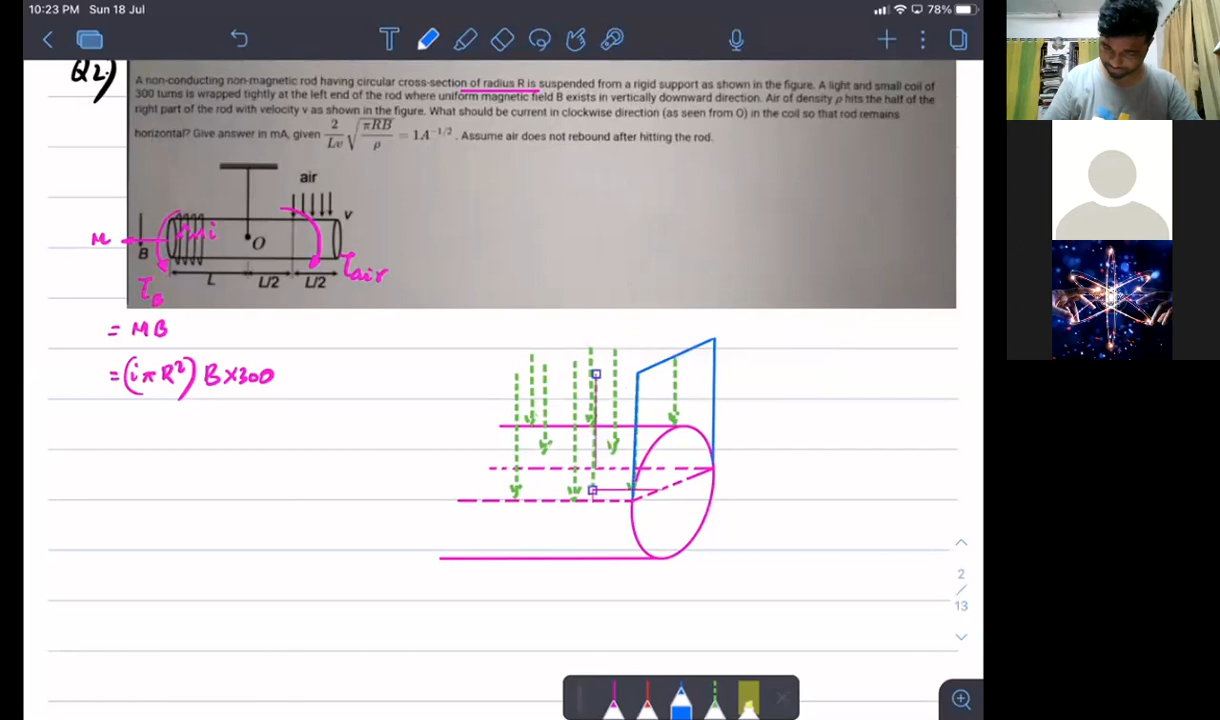 10:23 PM Sun 18 Jul
78%
T
Q2)
A non-conducting non-magnetic rod having circular cross-section of radius R is suspended from a rigid support as shown in the figure. A light and small coil of
300 turns is wrapped tightly at the left end of the rod where uniform magnetic field B exists in vertically downward direction. Air of density ρ hits the half of the
right part of the rod with velocity v as shown in the figure. What should be current in clockwise direction (as seen from O) in the coil so that rod remains
horizontal? Give answer in mA, given 2/Lv √(πRB/ρ) = 1A^{-1/2}. Assume air does not rebound after hitting the rod.
air
v
M
i
B
O
τair
L
L/2
L/2
τB
= MB
= (iπR²) B×300
2
/
13